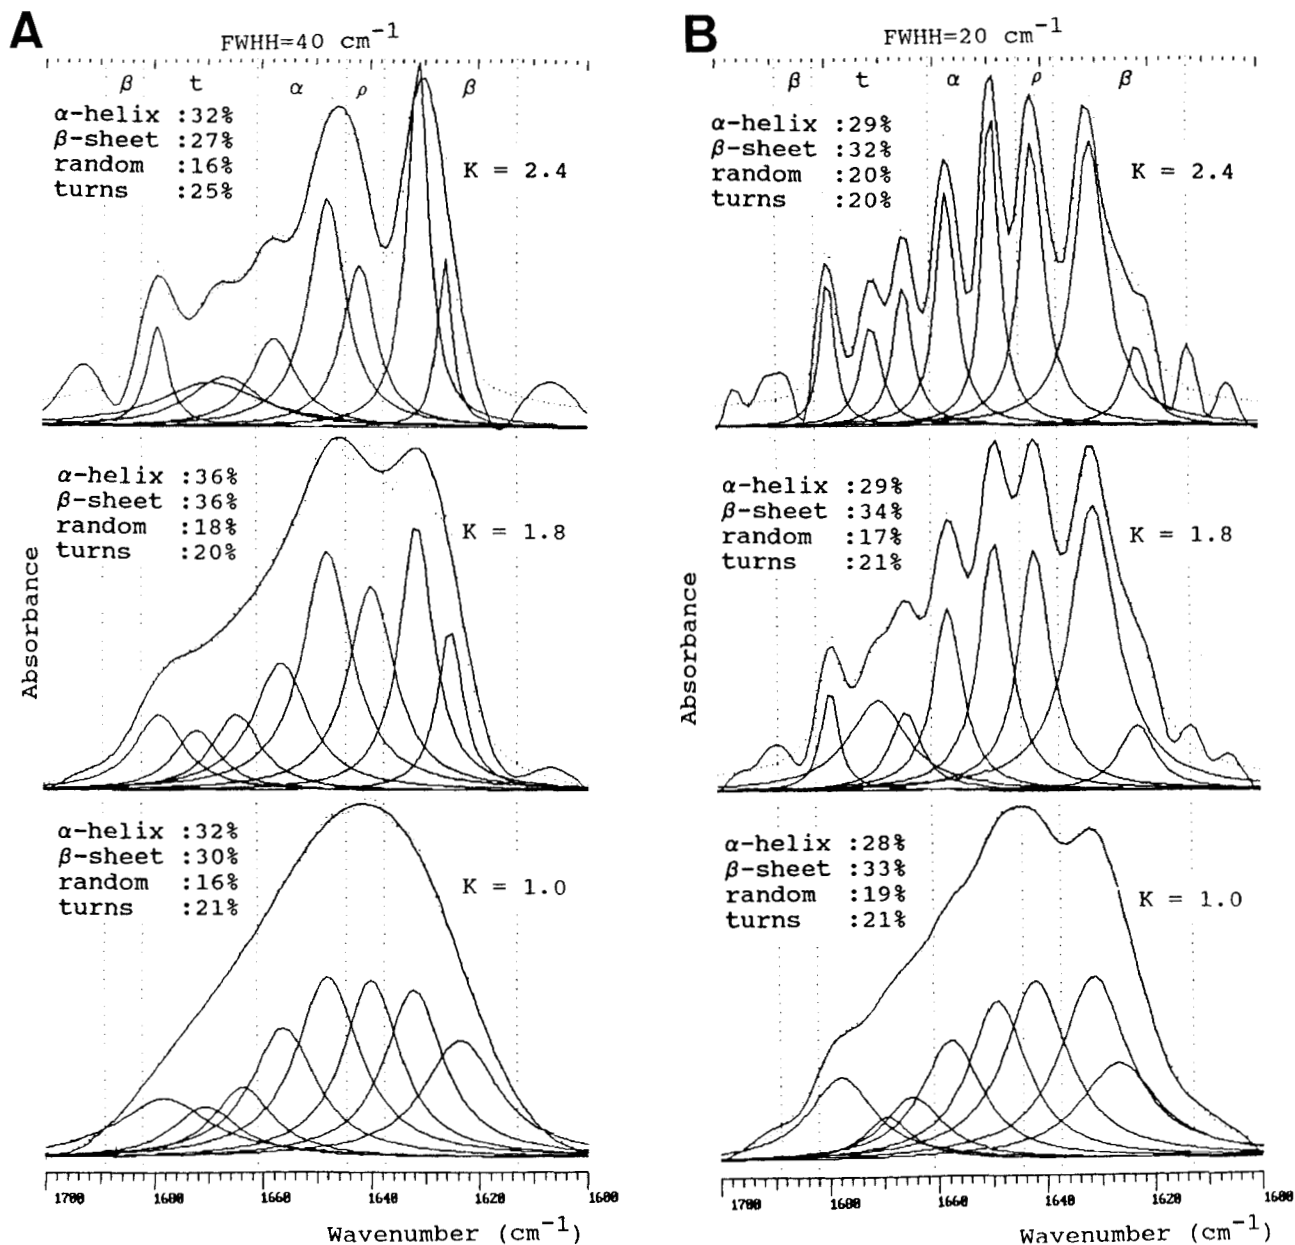 A
FWHH=40 cm-1
β t α ρ β
α-helix :32%
β-sheet :27%
random :16%
turns :25%
K = 2.4
α-helix :36%
β-sheet :36%
random :18%
turns :20%
K = 1.8
α-helix :32%
β-sheet :30%
random :16%
turns :21%
K = 1.0
Absorbance
1700 1680 1660 1640 1620 1600
Wavenumber (cm-1)
B
FWHH=20 cm-1
β t α ρ β
α-helix :29%
β-sheet :32%
random :20%
turns :20%
K = 2.4
α-helix :29%
β-sheet :34%
random :17%
turns :21%
K = 1.8
α-helix :28%
β-sheet :33%
random :19%
turns :21%
K = 1.0
Absorbance
1700 1680 1660 1640 1620 1600
Wavenumber (cm-1)